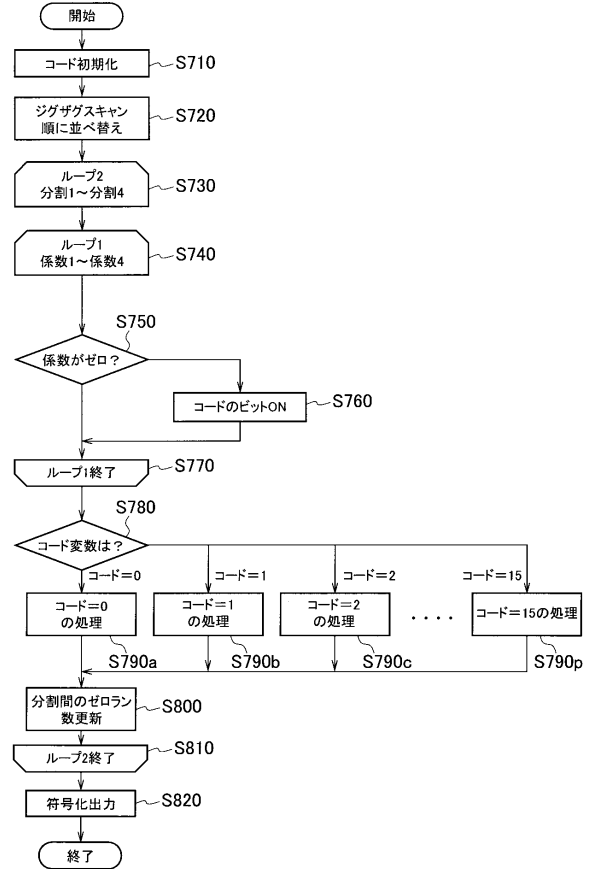 開始
コード初期化
S710
ジグザグスキャン
順に並べ替え
S720
ループ2
分割1～分割4
S730
ループ1
係数1～係数4
S740
S750
係数がゼロ？
コードのビットON
S760
ループ1終了
S770
S780
コード変数は？
コード=0
コード=1
コード=2
コード=15
コード=0
の処理
コード=1
の処理
コード=2
の処理
・・・・
コード=15の処理
S790a
S790b
S790c
S790p
分割間のゼロラン
数更新
S800
ループ2終了
S810
符号化出力
S820
終了